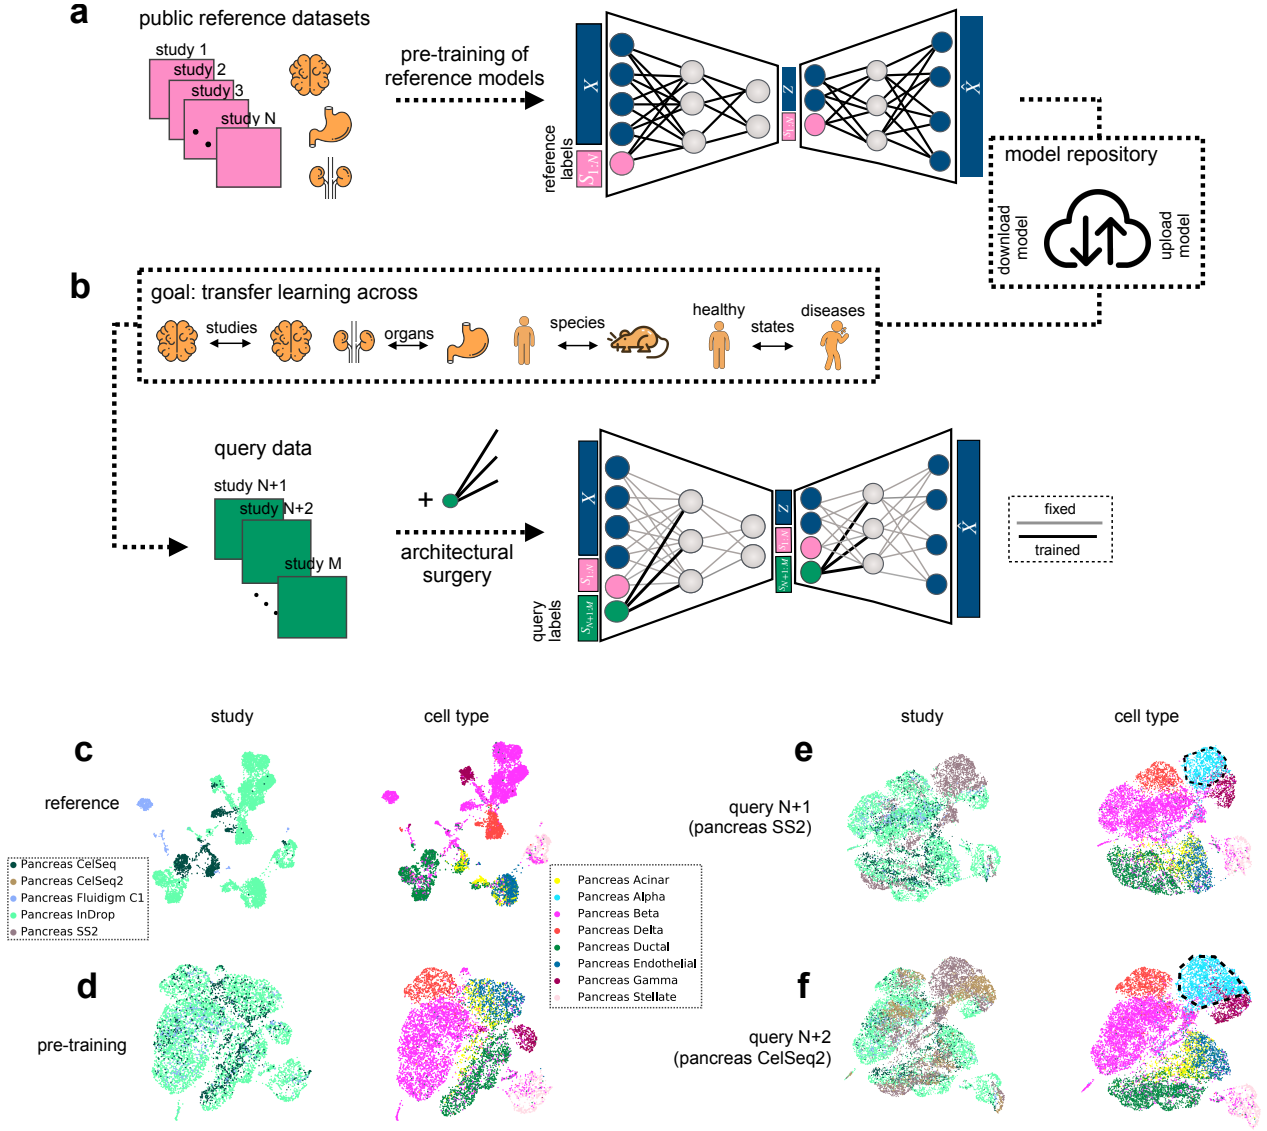 a
public reference datasets
study 1
study 2
study 3
study N
pre-training of
reference models
reference
labels
X
S1:N
Z
S1:N
X̂
model repository
download
model
upload
model
b
goal: transfer learning across
studies
organs
species
healthy
states
diseases
query data
study N+1
study N+2
study M
+
architectural
surgery
query
labels
X
S1:N
SN+1:M
Z
S1:N
SN+1:M
X̂
fixed
trained
study
cell type
c
reference
Pancreas CelSeq
Pancreas CelSeq2
Pancreas Fluidigm C1
Pancreas InDrop
Pancreas SS2
Pancreas Acinar
Pancreas Alpha
Pancreas Beta
Pancreas Delta
Pancreas Ductal
Pancreas Endothelial
Pancreas Gamma
Pancreas Stellate
d
pre-training
study
cell type
e
query N+1
(pancreas SS2)
f
query N+2
(pancreas CelSeq2)